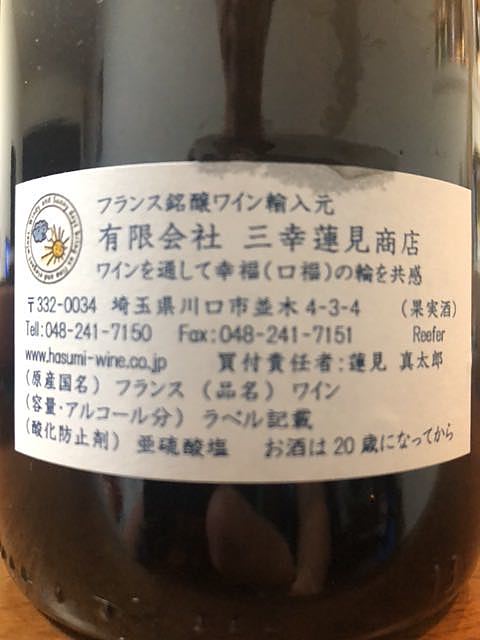 フランス銘醸ワイン輸入元
有限会社 三幸蓮見商店
ワインを通して幸福(口福)の輪を共感
〒332-0034 埼玉県川口市並木4-3-4 (果実酒)
Tell:048-241-7150 Fax:048-241-7151 Reefer
www.hasumi-wine.co.jp 買付責任者:蓮見 真太郎
(原産国名) フランス (品名) ワイン
(容量・アルコール分) ラベル記載
(酸化防止剤) 亜硫酸塩 お酒は20歳になってから